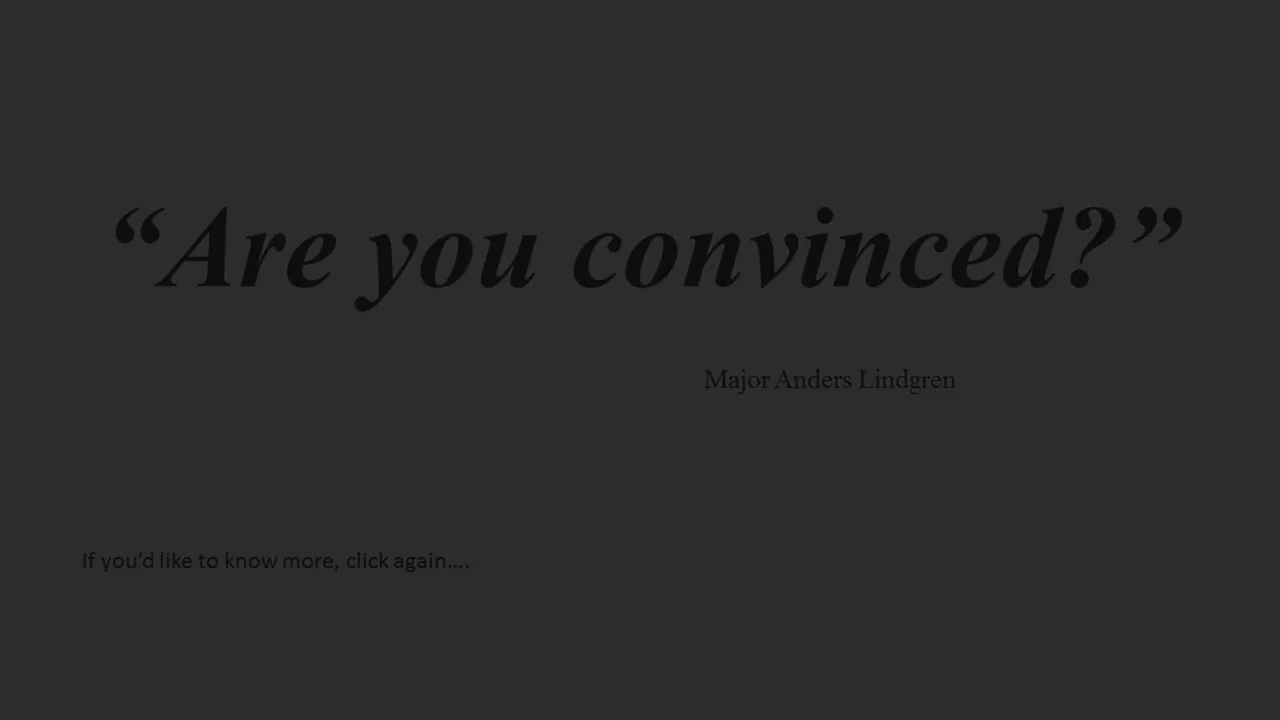 “Are you convinced?”
Major Anders Lindgren
If you’d like to know more, click again….